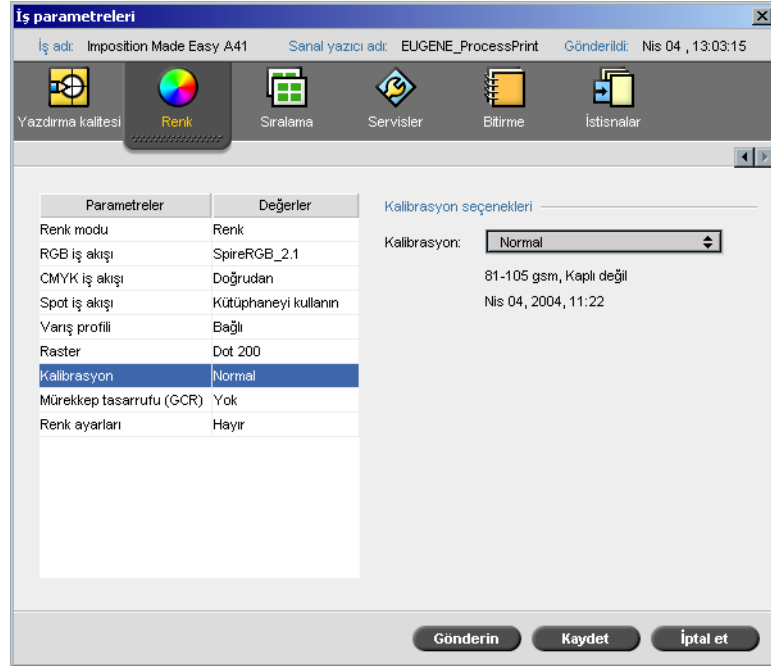 İş parametreleri
İş adı: Imposition Made Easy A41 Sanal yazıcı adı: EUGENE_ProcessPrint Gönderildi: Nis 04 , 13:03:15
Yazdırma kalitesi Renk Sıralama Servisler Bitirme İstisnalar
Parametreler Değerler
Renk modu Renk
RGB iş akışı SpireRGB_2.1
CMYK iş akışı Doğrudan
Spot iş akışı Kütüphaneyi kullanın
Varış profili Bağlı
Raster Dot 200
Kalibrasyon Normal
Mürekkep tasarrufu (GCR) Yok
Renk ayarları Hayır
Kalibrasyon seçenekleri
Kalibrasyon: Normal
81-105 gsm, Kaplı değil
Nis 04, 2004, 11:22
Gönderin Kaydet İptal et